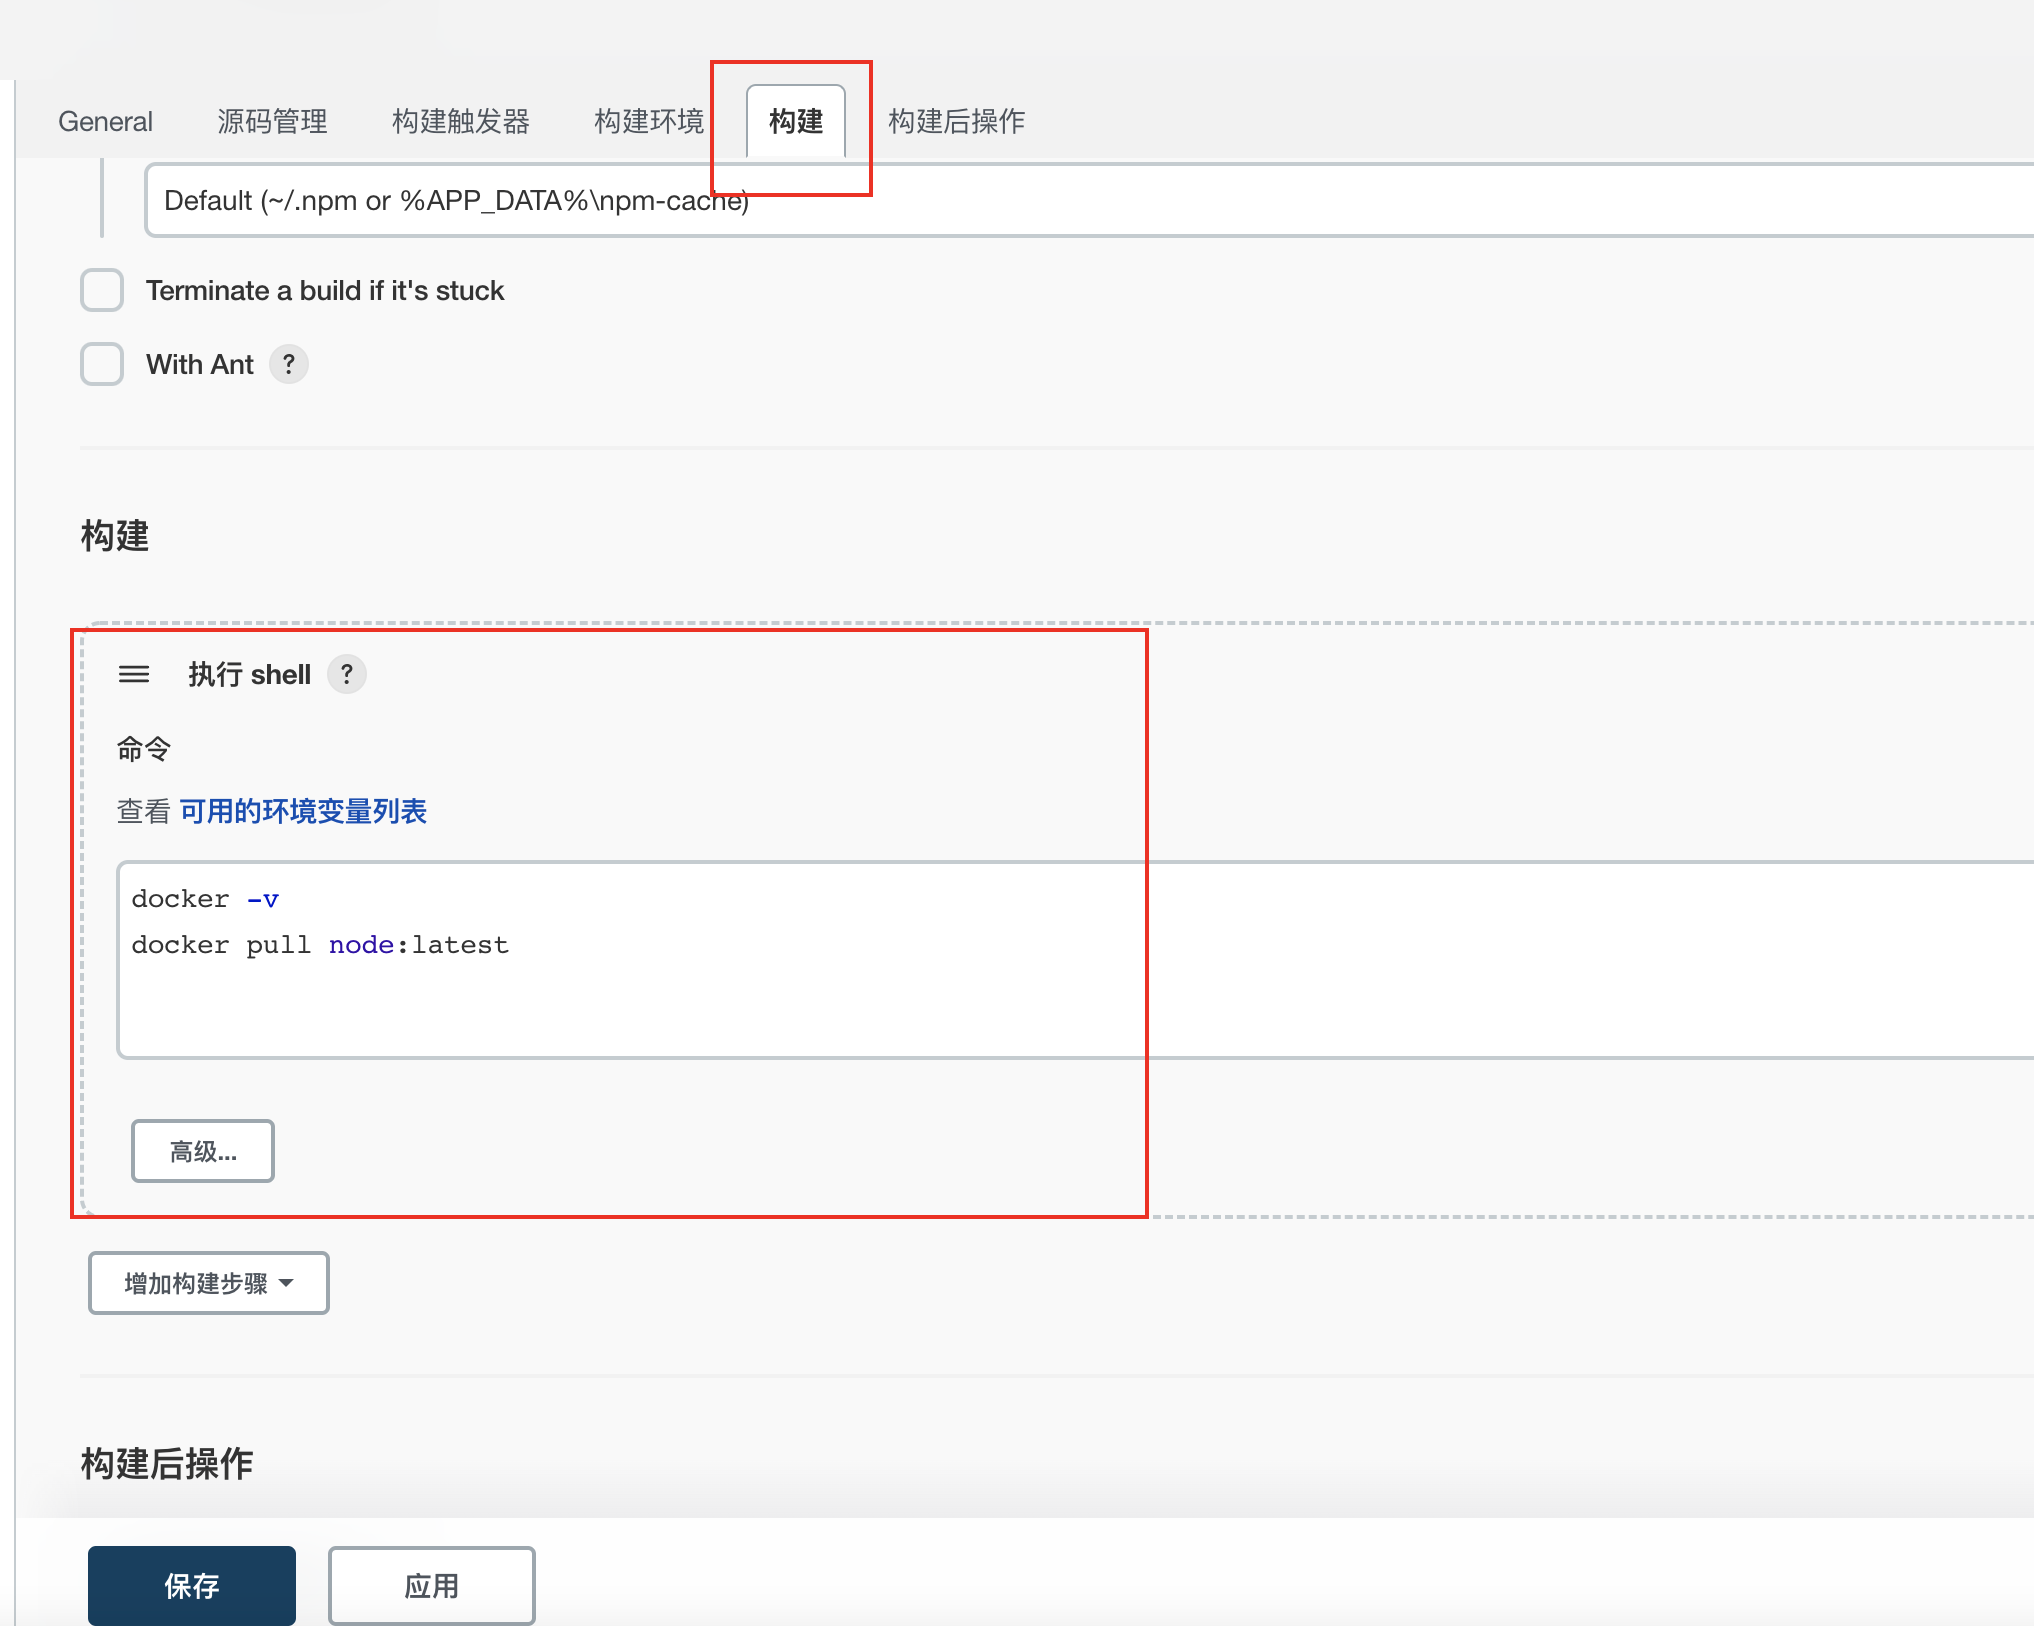 General 源码管理 构建触发器 构建环境 构建 构建后操作
Default (~/.npm or %APP_DATA%\npm-cache)
Terminate a build if it's stuck
With Ant ?
构建
执行 shell ?
命令
查看 可用的环境变量列表
docker -v
docker pull node:latest
高级...
增加构建步骤
构建后操作
保存 应用